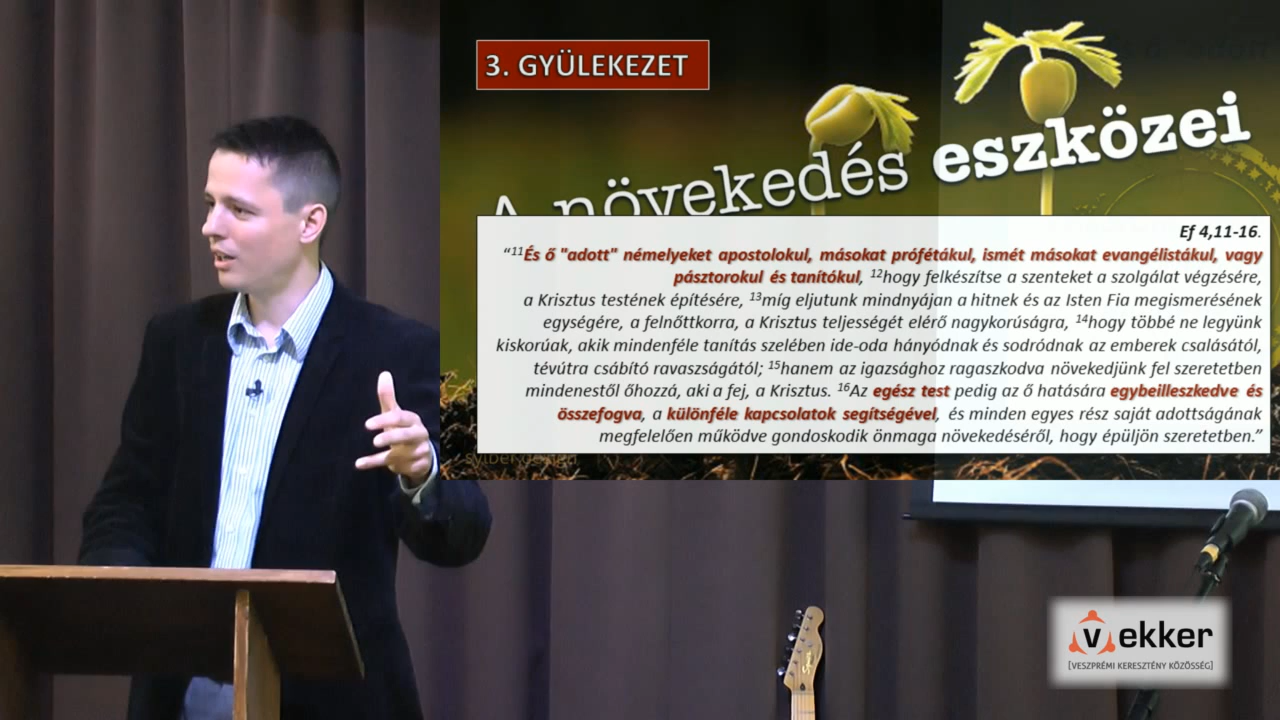 3. GYÜLEKEZET
A növekedés eszközei
Ef 4,11-16.
“¹¹És ő "adott" némelyeket apostolokul, másokat prófétákul, ismét másokat evangélistákul, vagy
pásztorokul és tanítókul, ¹²hogy felkészítse a szenteket a szolgálat végzésére,
a Krisztus testének építésére, ¹³míg eljutunk mindnyájan a hitnek és az Isten Fia megismerésének
egységére, a felnőttkorra, a Krisztus teljességét elérő nagykorúságra, ¹⁴hogy többé ne legyünk
kiskorúak, akik mindenféle tanítás szelében ide-oda hányódnak és sodródnak az emberek csalásától,
tévútra csábító ravaszságától; ¹⁵hanem az igazsághoz ragaszkodva növekedjünk fel szeretetben
mindenestől őhozzá, aki a fej, a Krisztus. ¹⁶Az egész test pedig az ő hatására egybeilleszkedve és
összefogva, a különféle kapcsolatok segítségével, és minden egyes rész saját adottságának
megfelelően működve gondoskodik önmaga növekedéséről, hogy épüljön szeretetben.”
Squier
vekker
[VESZPRÉMI KERESZTÉNY KÖZÖSSÉG]